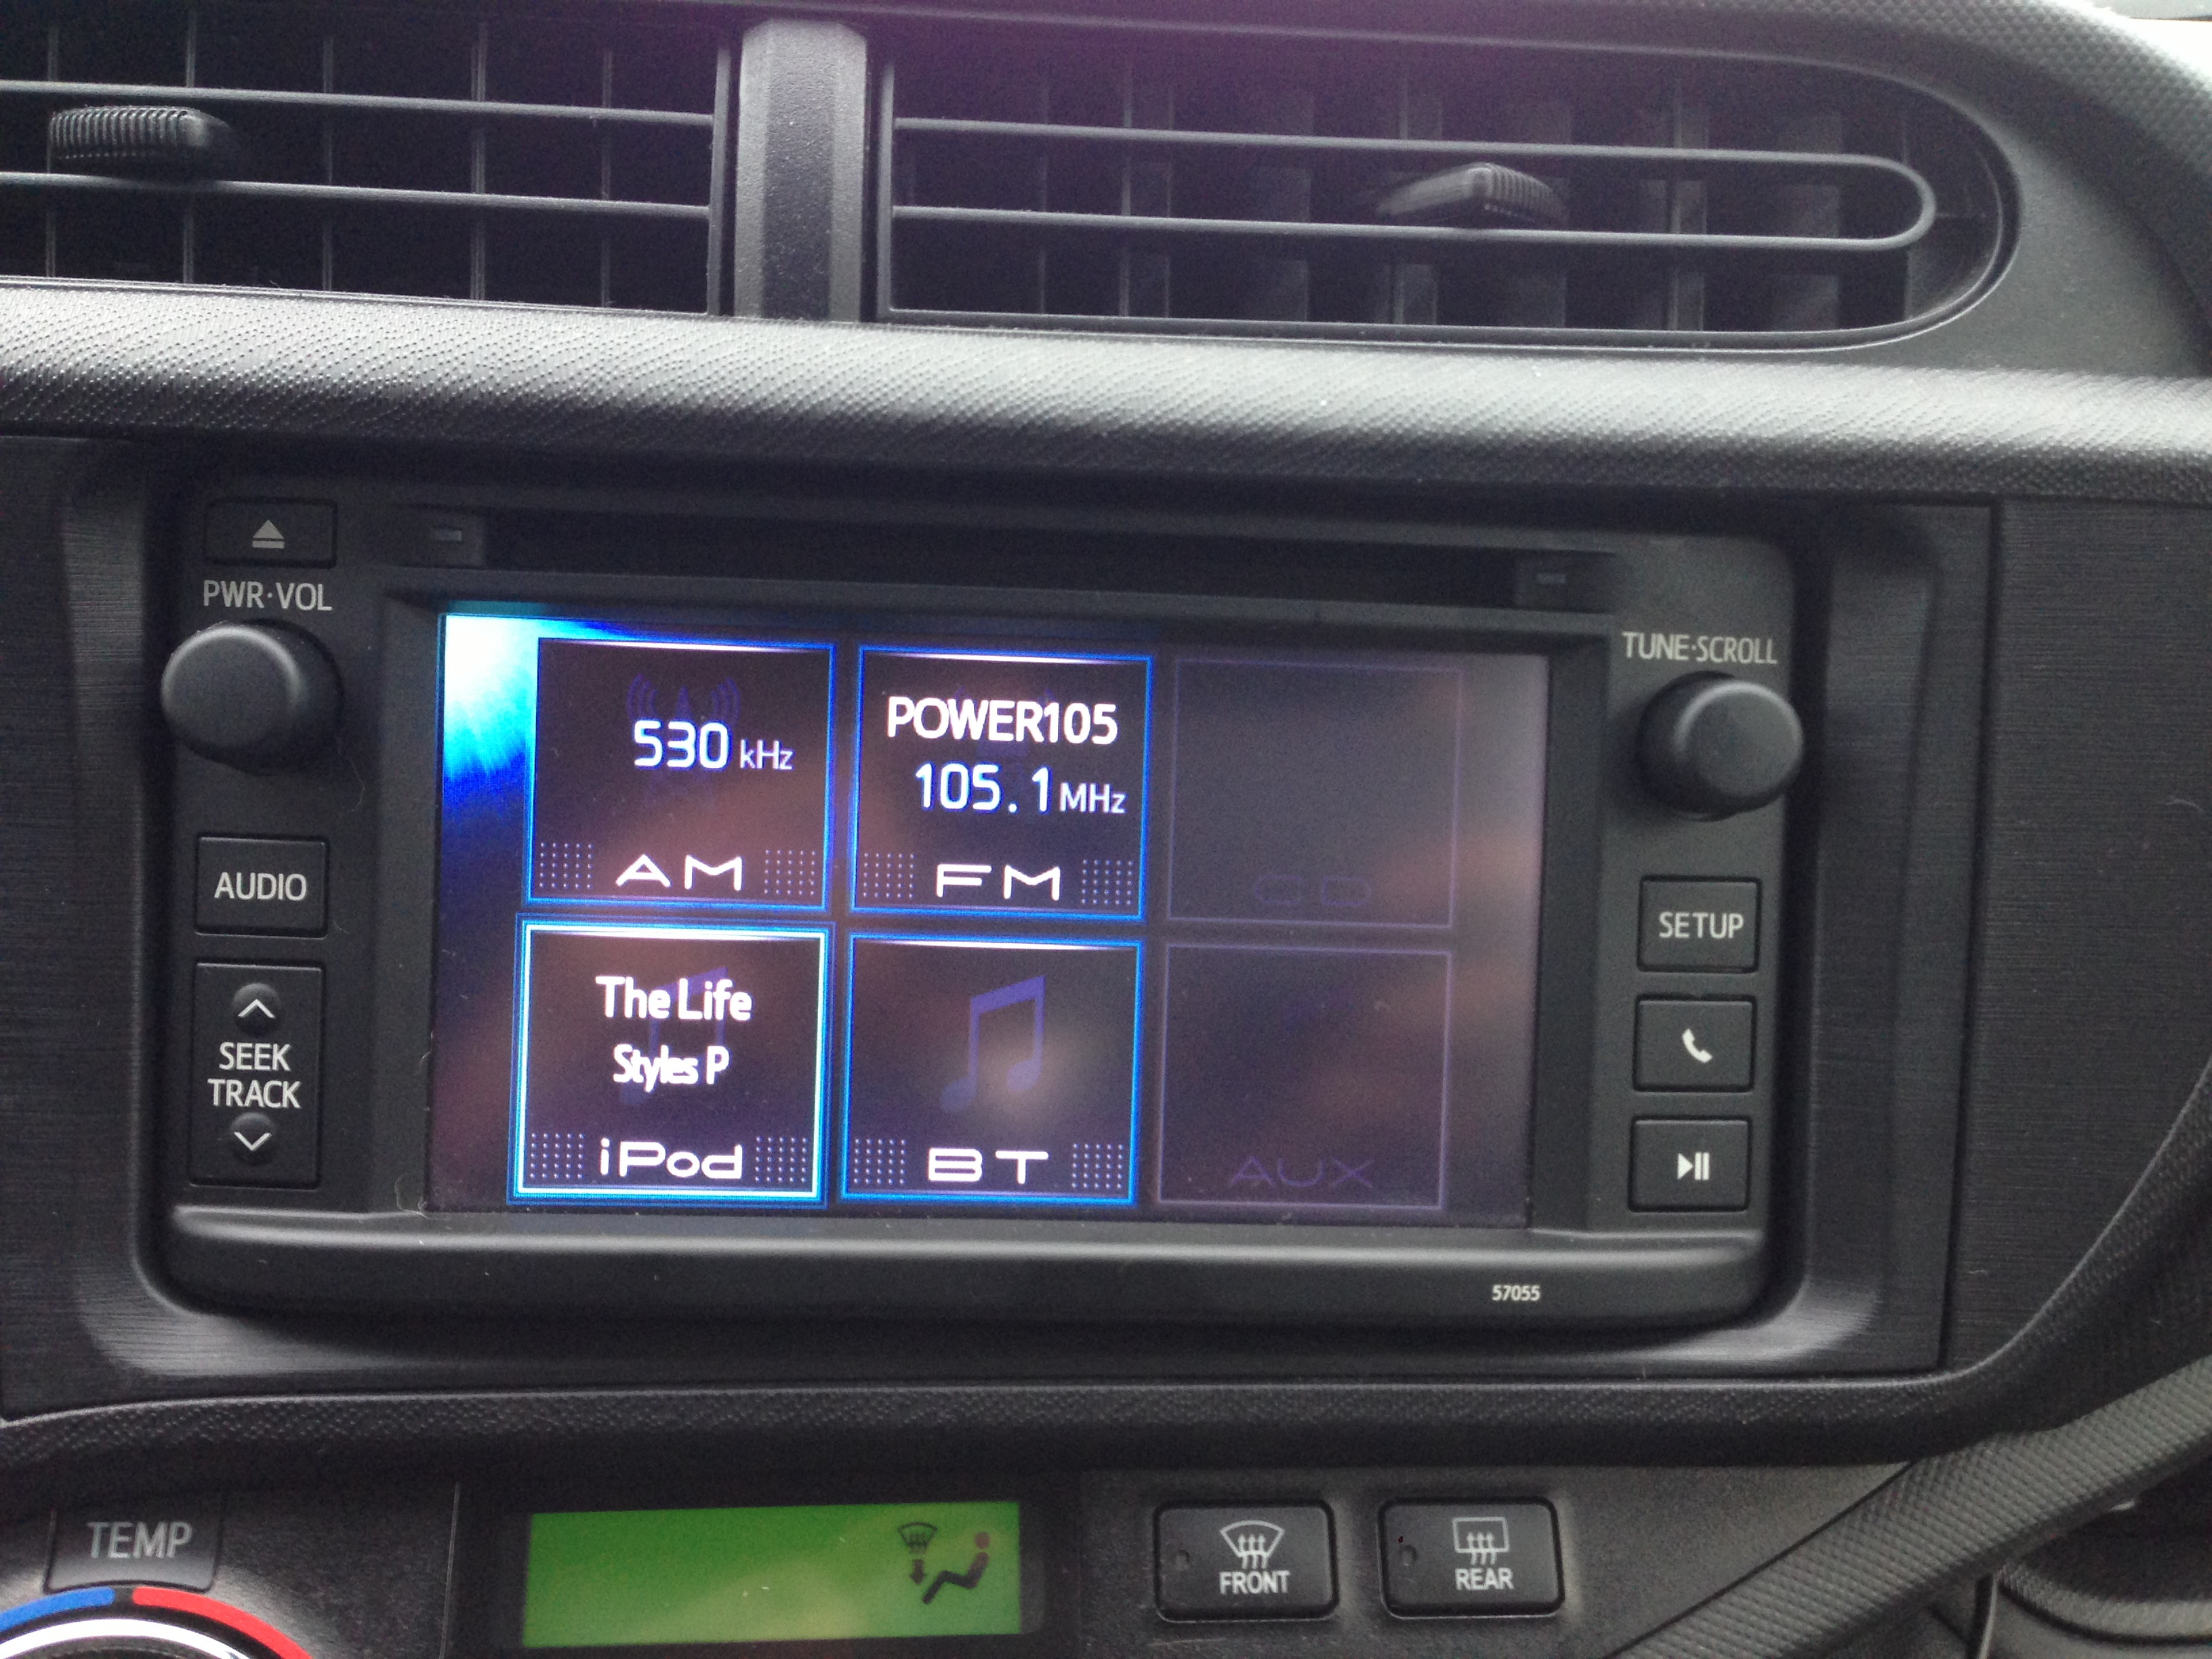 PWR·VOL
TUNE·SCROLL
530 kHz
AM
POWER105
105.1 MHz
FM
CD
AUDIO
SETUP
SEEK
TRACK
The Life
Styles P
iPod
BT
AUX
57055
TEMP
FRONT
REAR